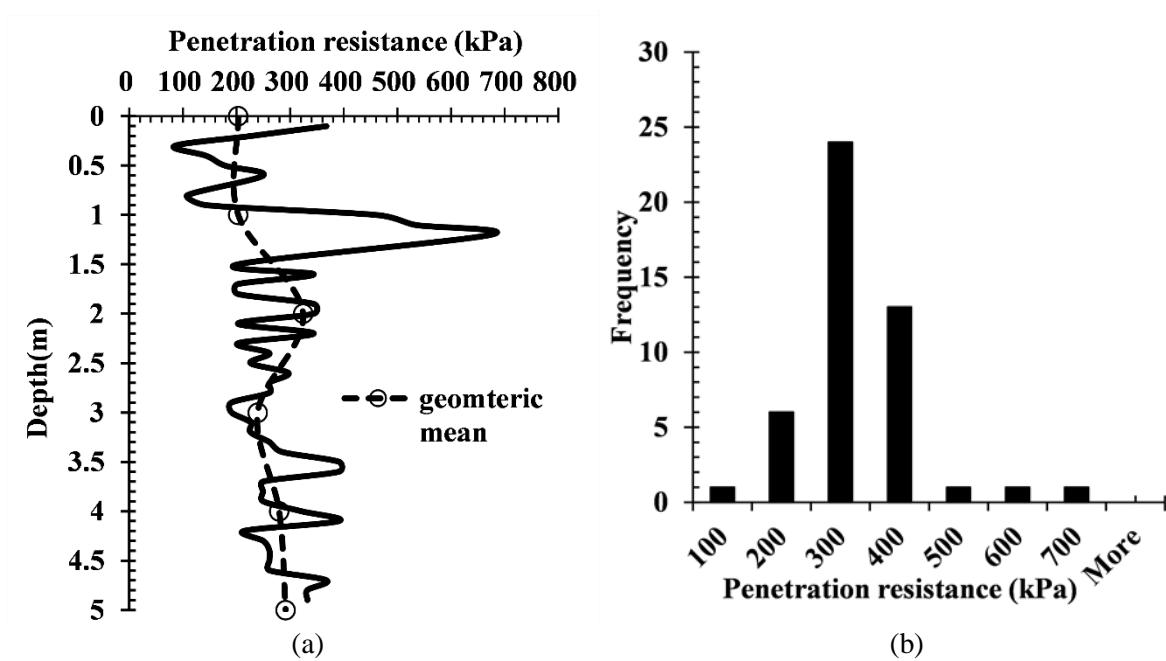 Penetration resistance (kPa)
0 100 200 300 400 500 600 700 800
0
0.5
1
1.5
2
2.5
3
3.5
4
4.5
5
Depth(m)
geomteric
mean
(a)
30
25
20
15
10
5
0
Frequency
100 200 300 400 500 600 700 More
Penetration resistance (kPa)
(b)